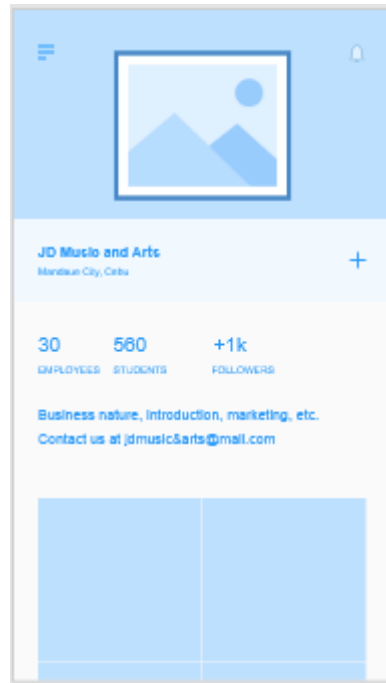 JD Music and Arts
Mandaue City, Cebu
30 560 +1k
EMPLOYEES STUDENTS FOLLOWERS
Business nature, introduction, marketing, etc.
Contact us at jdmusic&arts@mail.com